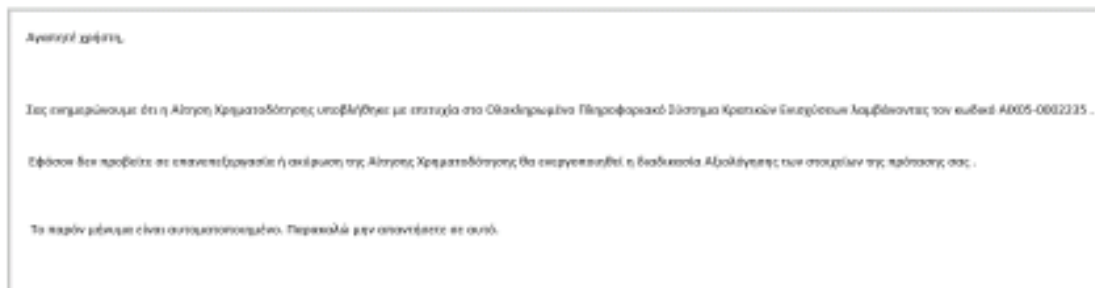 Αγαπητέ χρήστη,
Σας ενημερώνουμε ότι η Αίτηση Χρηματοδότησης υποβλήθηκε με επιτυχία στο Ολοκληρωμένο Πληροφοριακό Σύστημα Κρατικών Ενισχύσεων λαμβάνοντας τον κωδικό ΑΙΧ05-0002235 .
Εφόσον δεν προβείτε σε επανεπεξεργασία ή ακύρωση της Αίτησης Χρηματοδότησης θα ενεργοποιηθεί η διαδικασία Αξιολόγησης των στοιχείων της πρότασης σας .
Το παρόν μήνυμα είναι αυτοματοποιημένο. Παρακαλώ μην απαντήσετε σε αυτό.